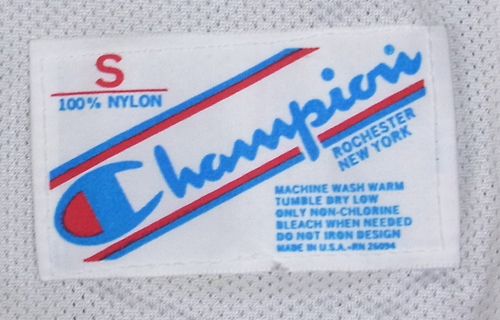 S
100% NYLON
Champion
ROCHESTER
NEW YORK
MACHINE WASH WARM
TUMBLE DRY LOW
ONLY NON-CHLORINE
BLEACH WHEN NEEDED
DO NOT IRON DESIGN
MADE IN U.S.A.-RN 26094